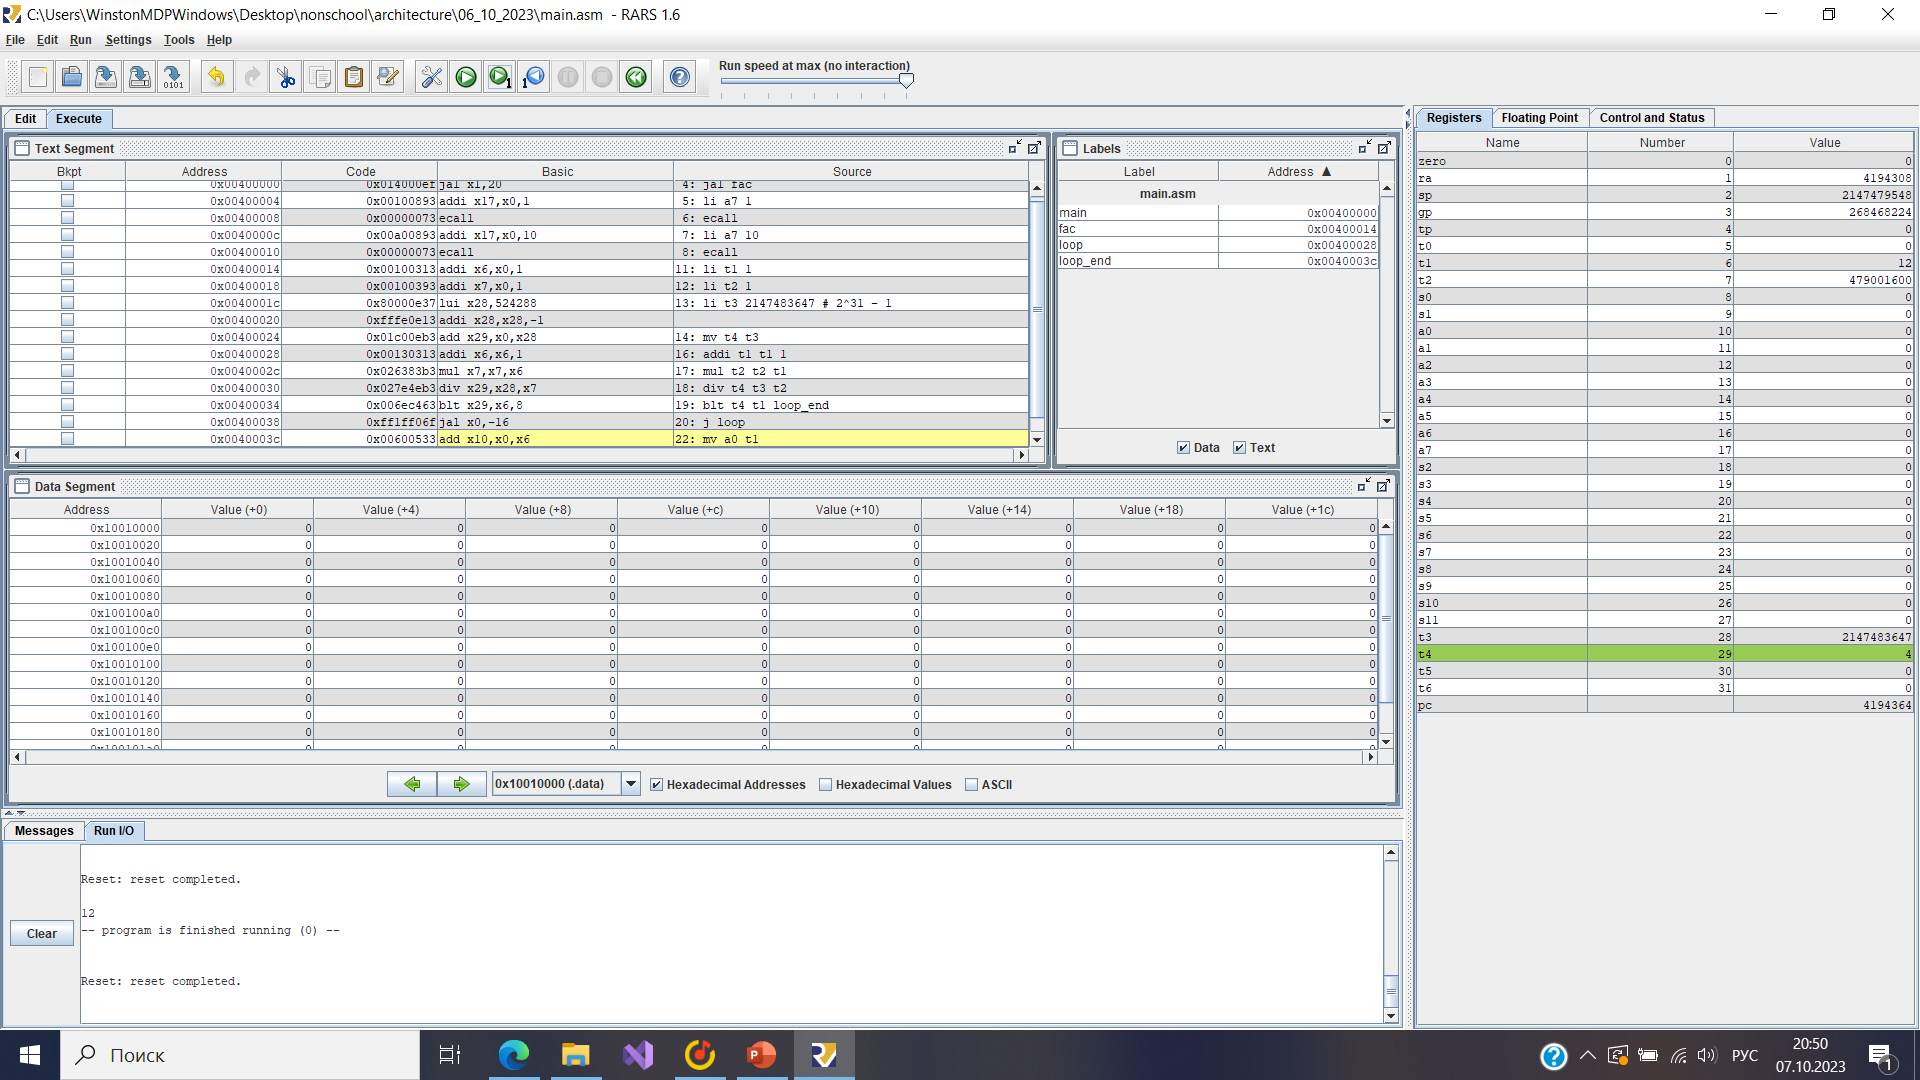 C:\Users\WinstonMDPWindows\Desktop\nonschool\architecture\06_10_2023\main.asm - RARS 1.6
File Edit Run Settings Tools Help
Run speed at max (no interaction)
Edit Execute
Text Segment
Bkpt Address Code Basic Source
0x00400000 0x014000ef jal x1,20 4: jal fac
0x00400004 0x00100893 addi x17,x0,1 5: li a7 1
0x00400008 0x00000073 ecall 6: ecall
0x0040000c 0x00a00893 addi x17,x0,10 7: li a7 10
0x00400010 0x00000073 ecall 8: ecall
0x00400014 0x00100313 addi x6,x0,1 11: li t1 1
0x00400018 0x00100393 addi x7,x0,1 12: li t2 1
0x0040001c 0x80000e37 lui x28,524288 13: li t3 2147483647 # 2^31 - 1
0x00400020 0xfffe0e13 addi x28,x28,-1
0x00400024 0x01c00eb3 add x29,x0,x28 14: mv t4 t3
0x00400028 0x00130313 addi x6,x6,1 16: addi t1 t1 1
0x0040002c 0x026383b3 mul x7,x7,x6 17: mul t2 t2 t1
0x00400030 0x027e4eb3 div x29,x28,x7 18: div t4 t3 t2
0x00400034 0x006ec463 blt x29,x6,8 19: blt t4 t1 loop_end
0x00400038 0xff1ff06f jal x0,-16 20: j loop
0x0040003c 0x00600533 add x10,x0,x6 22: mv a0 t1
Labels
Label Address ▲
main.asm
main 0x00400000
fac 0x00400014
loop 0x00400028
loop_end 0x0040003c
Data Text
Data Segment
Address Value (+0) Value (+4) Value (+8) Value (+c) Value (+10) Value (+14) Value (+18) Value (+1c)
0x10010000 0 0 0 0 0 0 0 0
0x10010020 0 0 0 0 0 0 0 0
0x10010040 0 0 0 0 0 0 0 0
0x10010060 0 0 0 0 0 0 0 0
0x10010080 0 0 0 0 0 0 0 0
0x100100a0 0 0 0 0 0 0 0 0
0x100100c0 0 0 0 0 0 0 0 0
0x100100e0 0 0 0 0 0 0 0 0
0x10010100 0 0 0 0 0 0 0 0
0x10010120 0 0 0 0 0 0 0 0
0x10010140 0 0 0 0 0 0 0 0
0x10010160 0 0 0 0 0 0 0 0
0x10010180 0 0 0 0 0 0 0 0
0x100101a0 0 0 0 0 0 0 0 0
0x10010000 (.data) Hexadecimal Addresses Hexadecimal Values ASCII
Messages Run I/O
Clear
Reset: reset completed.
12
-- program is finished running (0) --
Reset: reset completed.
Registers Floating Point Control and Status
Name Number Value
zero 0 0
ra 1 4194308
sp 2 2147479548
gp 3 268468224
tp 4 0
t0 5 0
t1 6 12
t2 7 479001600
s0 8 0
s1 9 0
a0 10 0
a1 11 0
a2 12 0
a3 13 0
a4 14 0
a5 15 0
a6 16 0
a7 17 0
s2 18 0
s3 19 0
s4 20 0
s5 21 0
s6 22 0
s7 23 0
s8 24 0
s9 25 0
s10 26 0
s11 27 0
t3 28 2147483647
t4 29 4
t5 30 0
t6 31 0
pc 4194364
Поиск
РУС
20:50
07.10.2023
1